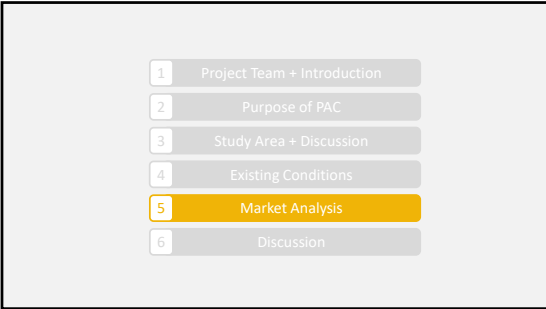 1 Project Team + Introduction
2 Purpose of PAC
3 Study Area + Discussion
4 Existing Conditions
5 Market Analysis
6 Discussion